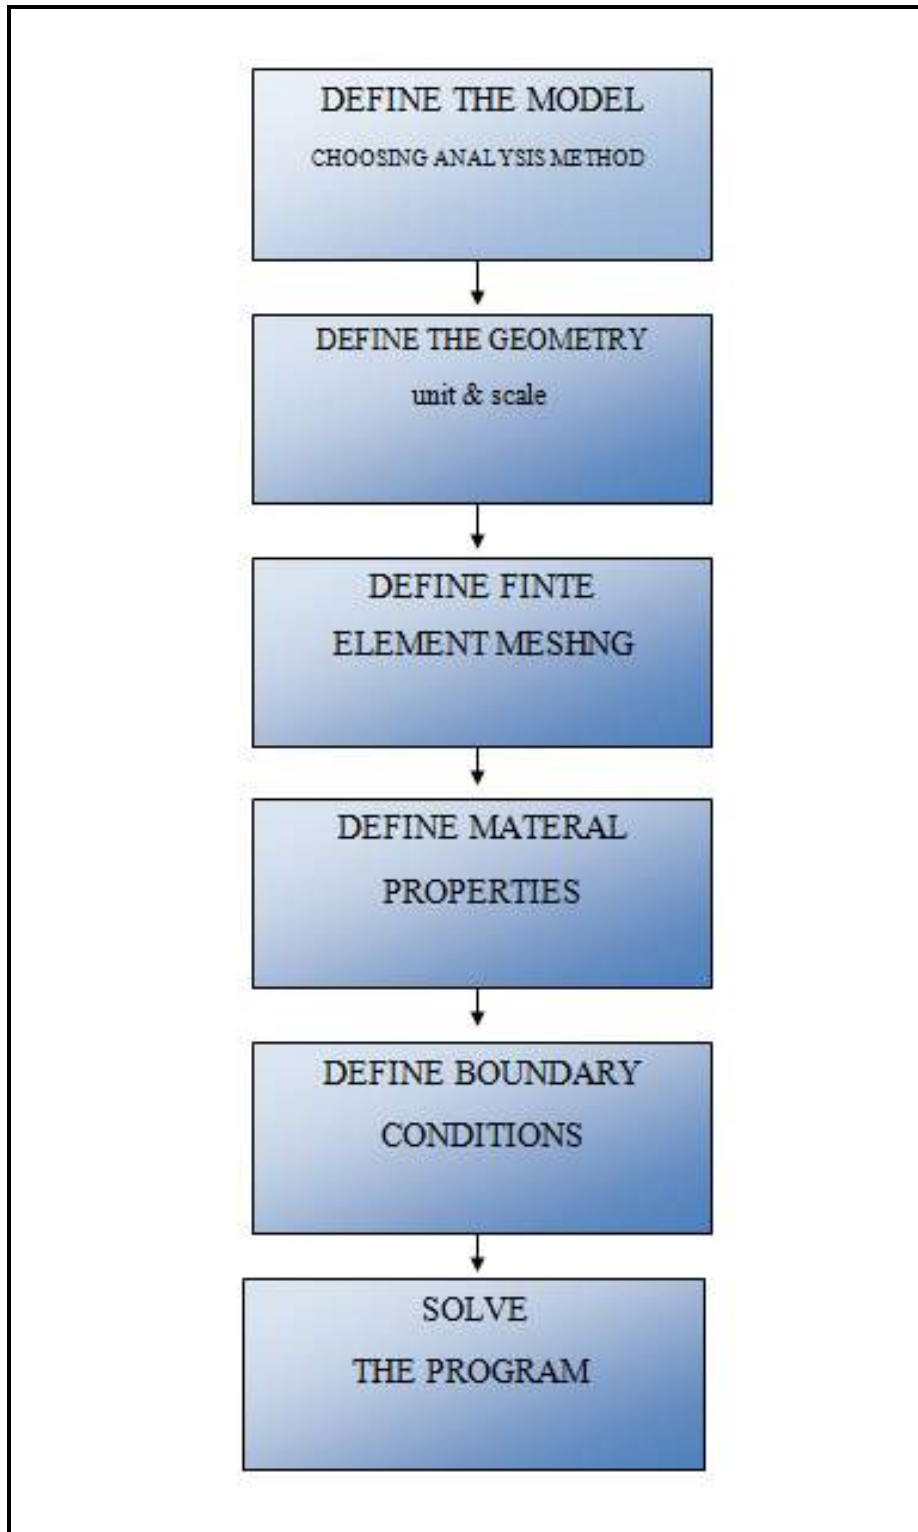 DEFINE THE MODEL
CHOOSING ANALYSIS METHOD
DEFINE THE GEOMETRY
unit & scale
DEFINE FINTE
ELEMENT MESHNG
DEFINE MATERAL
PROPERTIES
DEFINE BOUNDARY
CONDITIONS
SOLVE
THE PROGRAM